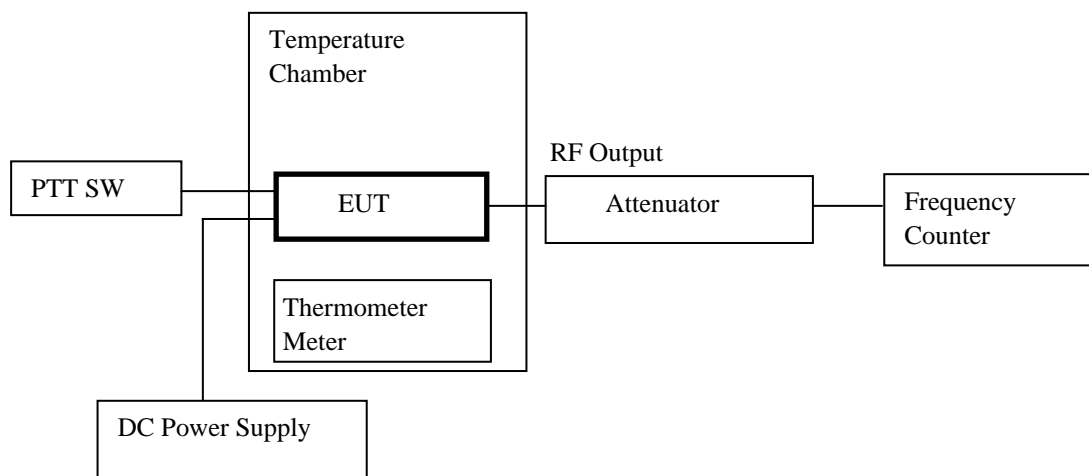 Temperature
Chamber
RF Output
PTT SW
EUT
Attenuator
Frequency
Counter
Thermometer
Meter
DC Power Supply